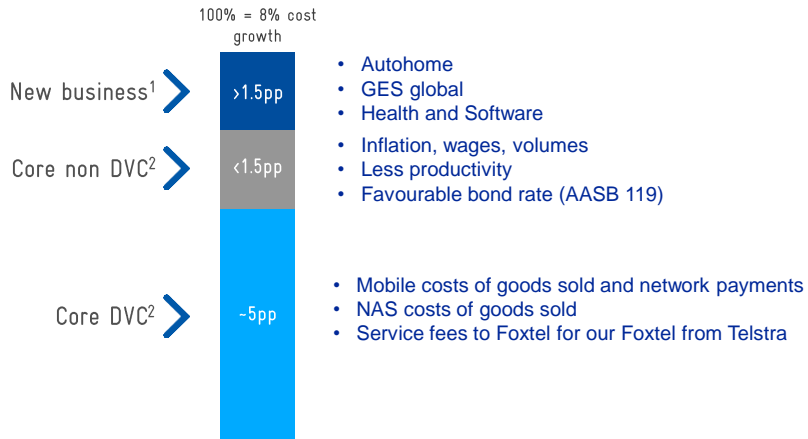 100% = 8% cost
growth
New business¹
>1.5pp
• Autohome
• GES global
• Health and Software
Core non DVC²
<1.5pp
• Inflation, wages, volumes
• Less productivity
• Favourable bond rate (AASB 119)
Core DVC²
~5pp
• Mobile costs of goods sold and network payments
• NAS costs of goods sold
• Service fees to Foxtel for our Foxtel from Telstra